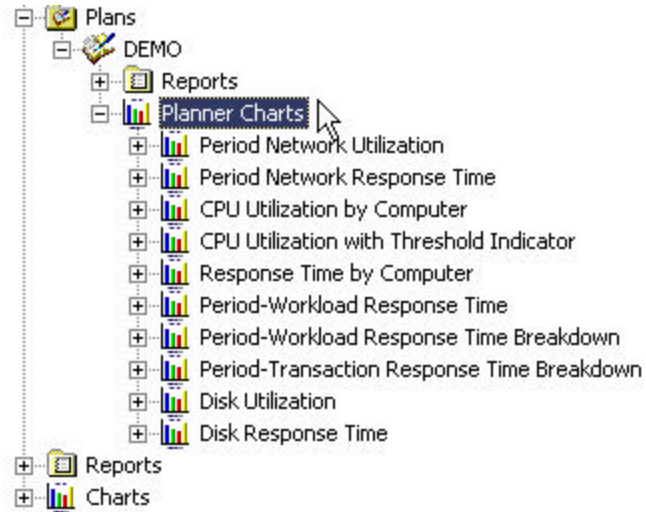 Plans
DEMO
Reports
Planner Charts
Period Network Utilization
Period Network Response Time
CPU Utilization by Computer
CPU Utilization with Threshold Indicator
Response Time by Computer
Period-Workload Response Time
Period-Workload Response Time Breakdown
Period-Transaction Response Time Breakdown
Disk Utilization
Disk Response Time
Reports
Charts